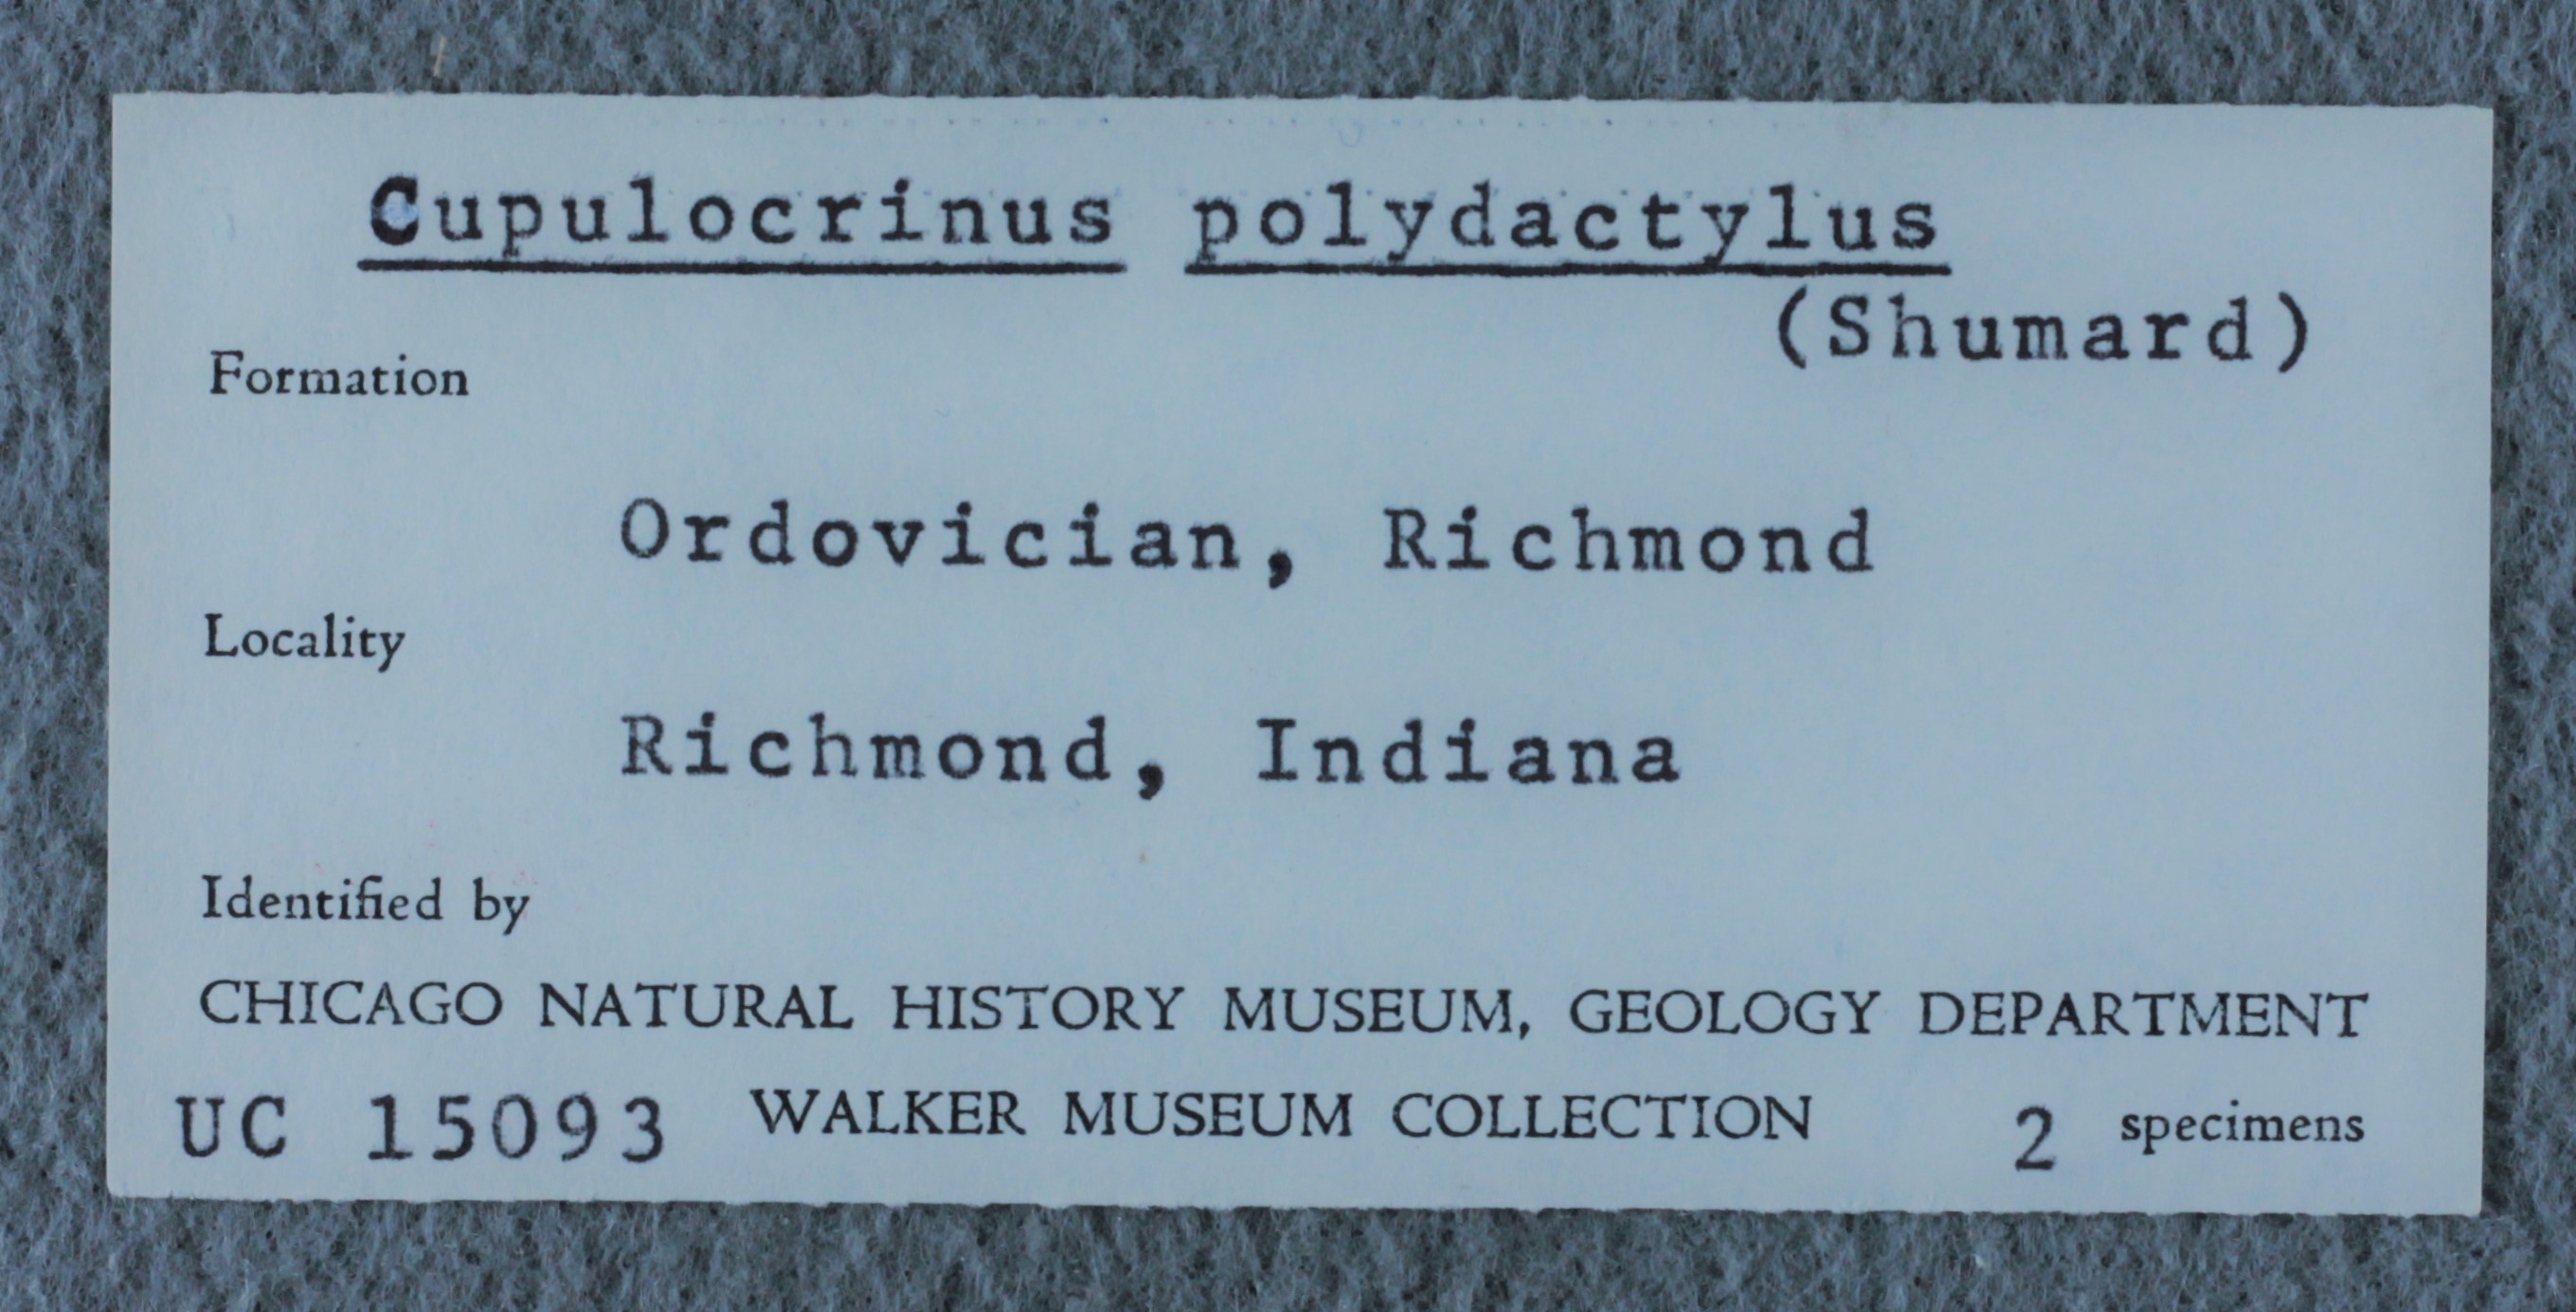 Cupulocrinus polydactylus
(Shumard)
Formation
Ordovician, Richmond
Locality
Richmond, Indiana
Identified by
CHICAGO NATURAL HISTORY MUSEUM, GEOLOGY DEPARTMENT
UC 15093 WALKER MUSEUM COLLECTION 2 specimens